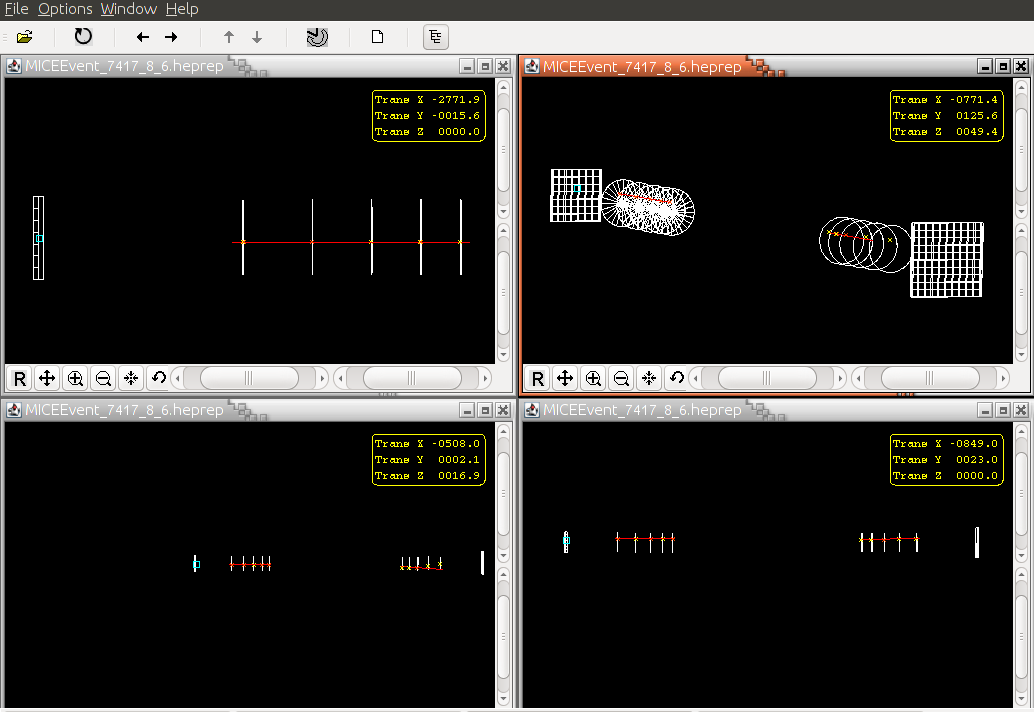 File Options Window Help
MICEEvent_7417_8_6.heprep
Trans X -2771.9
Trans Y -0015.6
Trans Z 0000.0
R
MICEEvent_7417_8_6.heprep
Trans X -0771.4
Trans Y 0125.6
Trans Z 0049.4
R
MICEEvent_7417_8_6.heprep
Trans X -0508.0
Trans Y 0002.1
Trans Z 0016.9
MICEEvent_7417_8_6.heprep
Trans X -0849.0
Trans Y 0023.0
Trans Z 0000.0